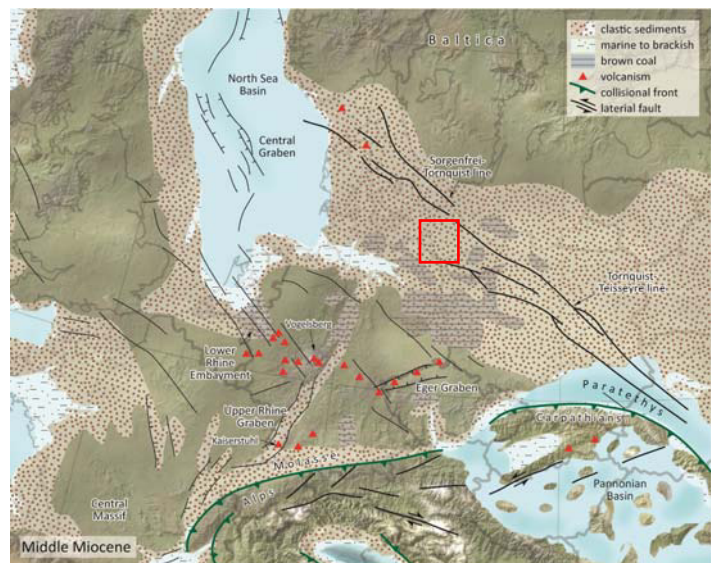 Baltica
clastic sediments
marine to brackish
brown coal
volcanism
collisional front
laterial fault
North Sea
Basin
Central
Graben
Sorgenfrei-
Tornquist line
Tornquist-
Teisseyre line
Vogelsberg
Lower
Rhine
Embayment
Eger Graben
Upper Rhine
Graben
Kaiserstuhl
Paratethys
Carpathians
Molasse
Alps
Pannonian
Basin
Central
Massif
Middle Miocene